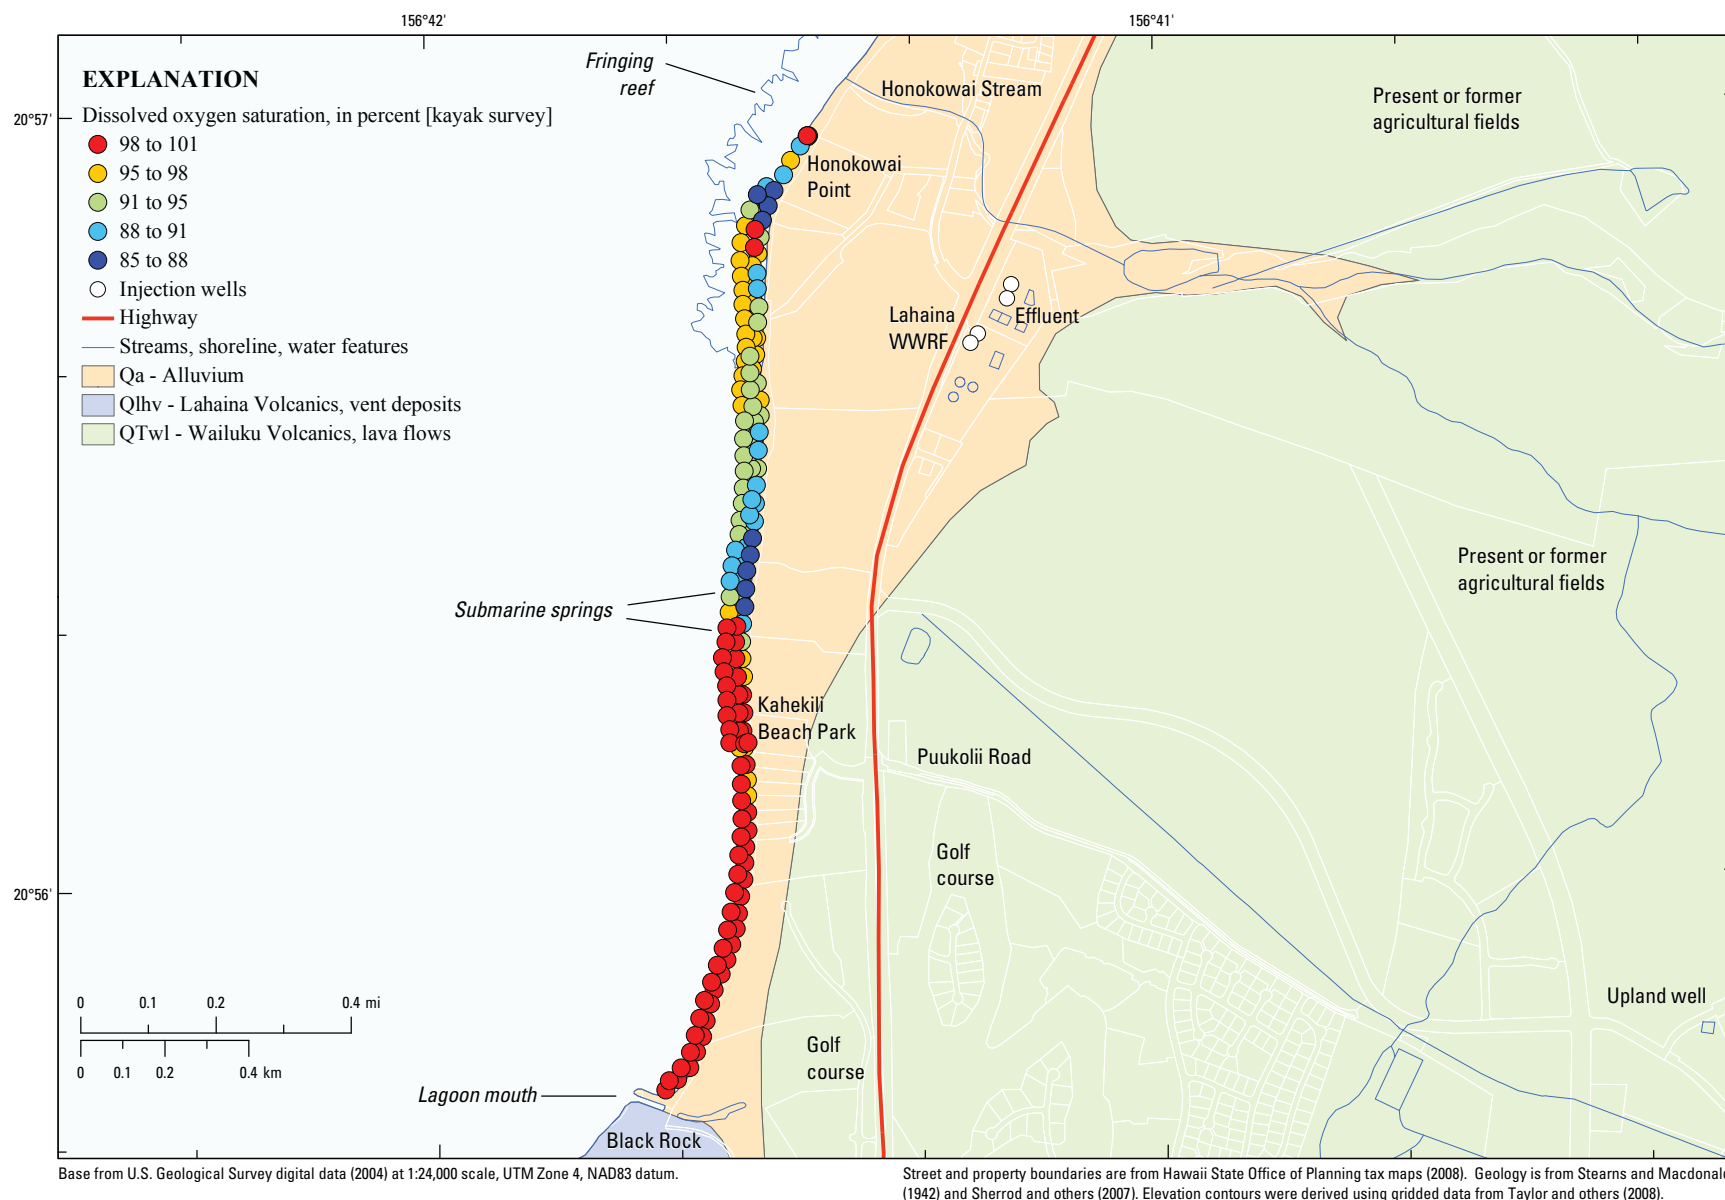 156°42'
156°41'
20°57'
20°56'
EXPLANATION
Dissolved oxygen saturation, in percent [kayak survey]
98 to 101
95 to 98
91 to 95
88 to 91
85 to 88
Injection wells
Highway
Streams, shoreline, water features
Qa - Alluvium
Qlhv - Lahaina Volcanics, vent deposits
QTwl - Wailuku Volcanics, lava flows
Fringing
reef
Honokowai Stream
Present or former
agricultural fields
Honokowai
Point
Lahaina
WWRF
Effluent
Present or former
agricultural fields
Submarine springs
Kahekili
Beach Park
Puukolii Road
Golf
course
Upland well
Golf
course
0 0.1 0.2 0.4 mi
0 0.1 0.2 0.4 km
Lagoon mouth
Black Rock
Base from U.S. Geological Survey digital data (2004) at 1:24,000 scale, UTM Zone 4, NAD83 datum.
Street and property boundaries are from Hawaii State Office of Planning tax maps (2008). Geology is from Stearns and Macdonald
(1942) and Sherrod and others (2007). Elevation contours were derived using gridded data from Taylor and others (2008).